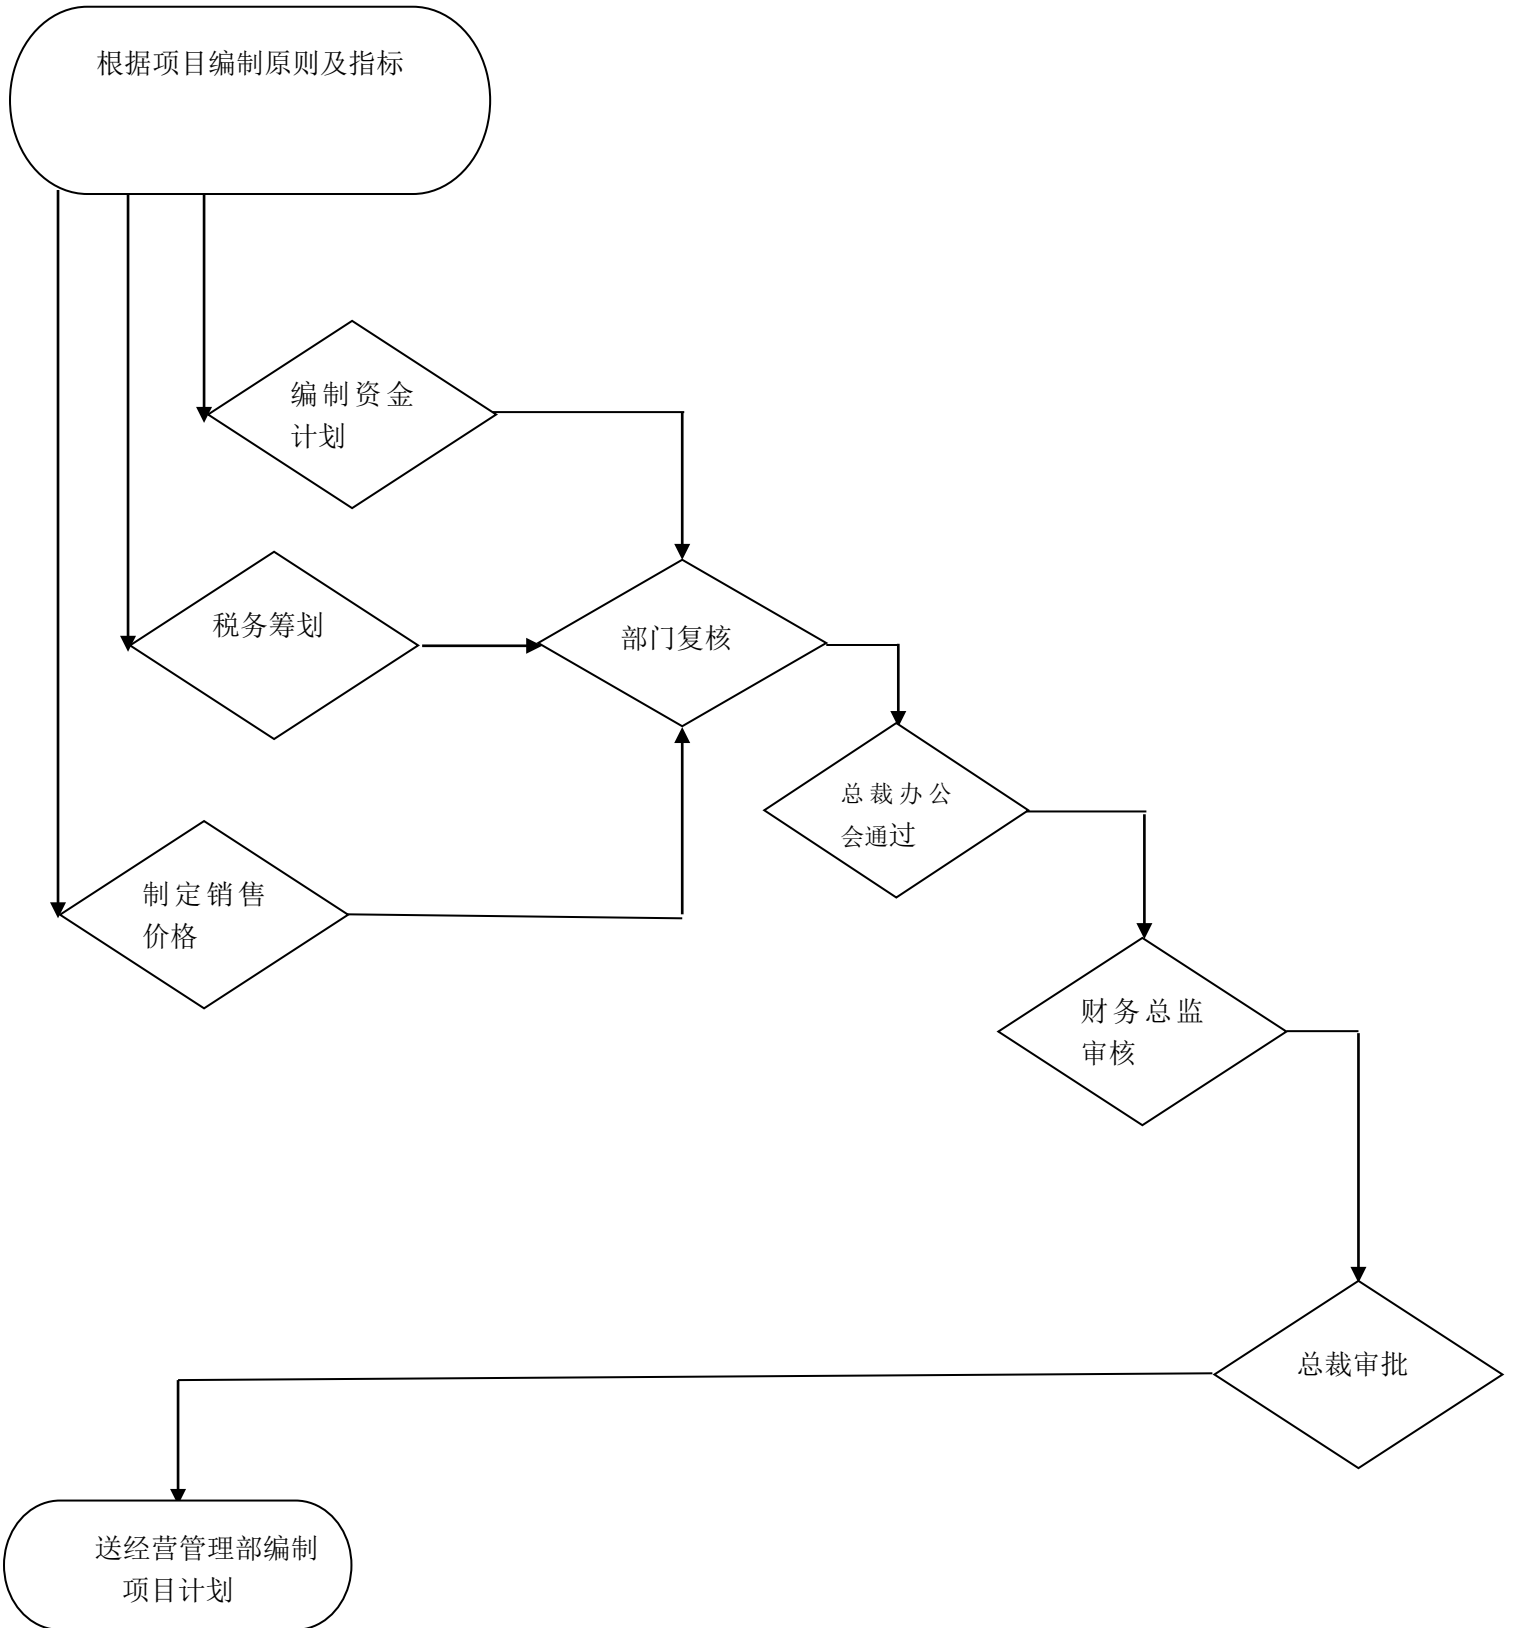 根据项目编制原则及指标
编制资金
计划
税务筹划
部门复核
总裁办公
会通过
制定销售
价格
财务总监
审核
总裁审批
送经营管理部编制
项目计划